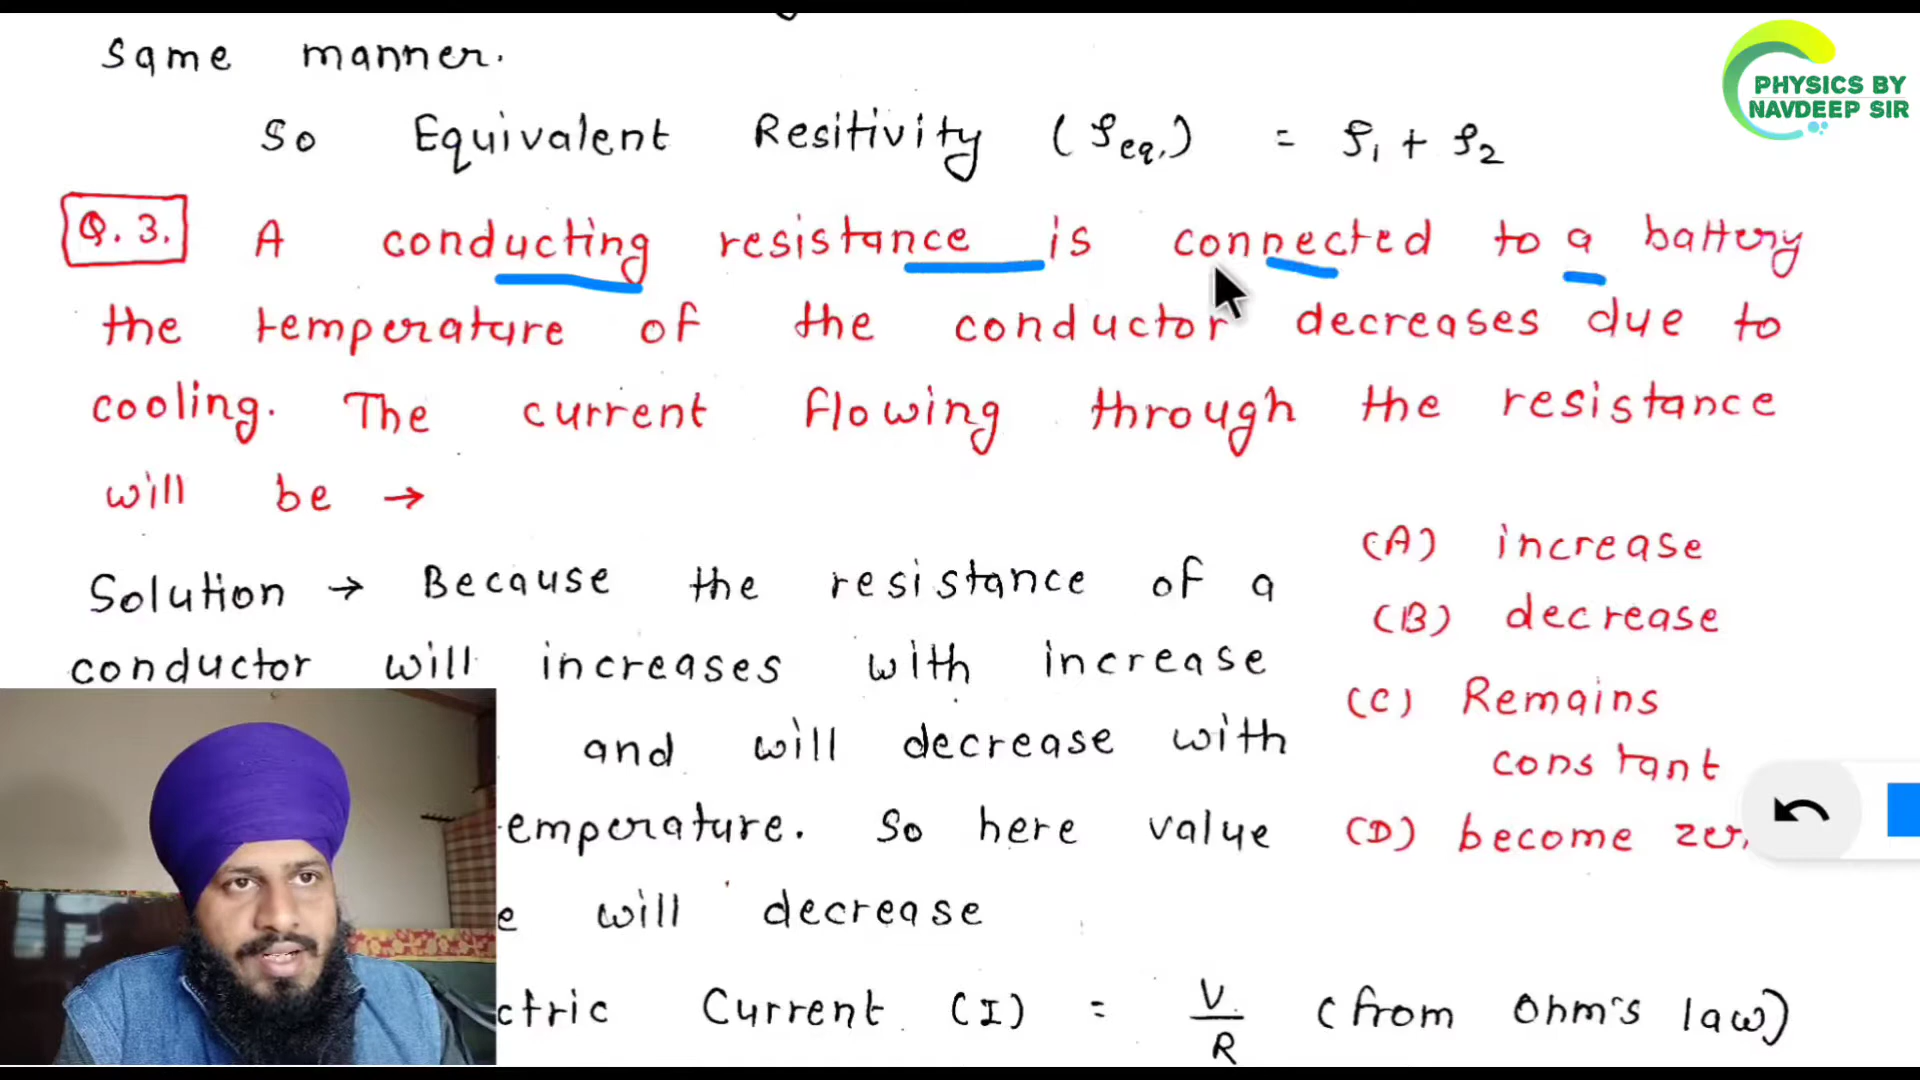 same manner.
PHYSICS BY
NAVDEEP SIR
So Equivalent Resitivity (ρeq.) = ρ1 + ρ2
Q. 3. A conducting resistance is connected to a battery
the temperature of the conductor decreases due to
cooling. The current flowing through the resistance
will be →
(A) increase
(B) decrease
(C) Remains
constant
(D) become
Solution → Because the resistance of a
conductor will increases with increase
and will decrease with
emperature. So here value
e will decrease
ctric Current (I) = V/R (from Ohm's law)